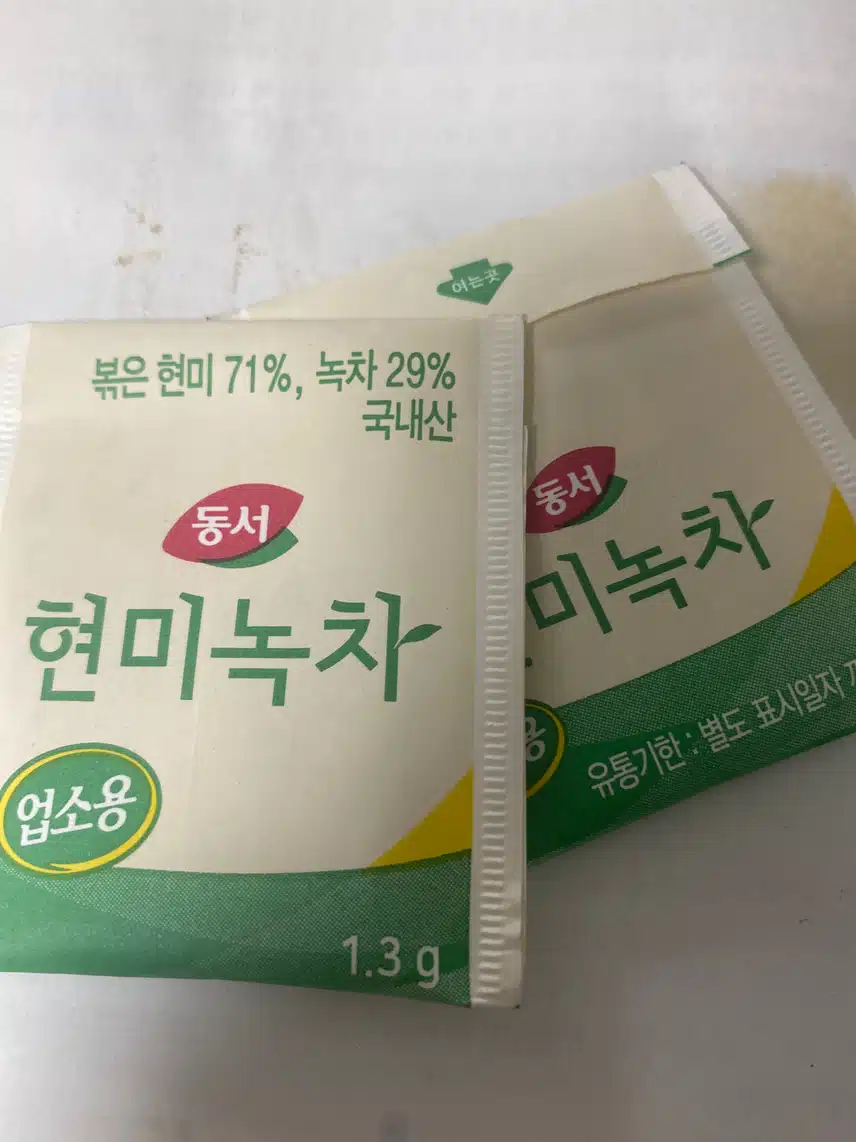 볶은 현미 71%, 녹차 29%
국내산
동서
현미녹차
업소용
1.3 g
여는곳
동서
미녹차
용
유통기한 : 별도 표시일자